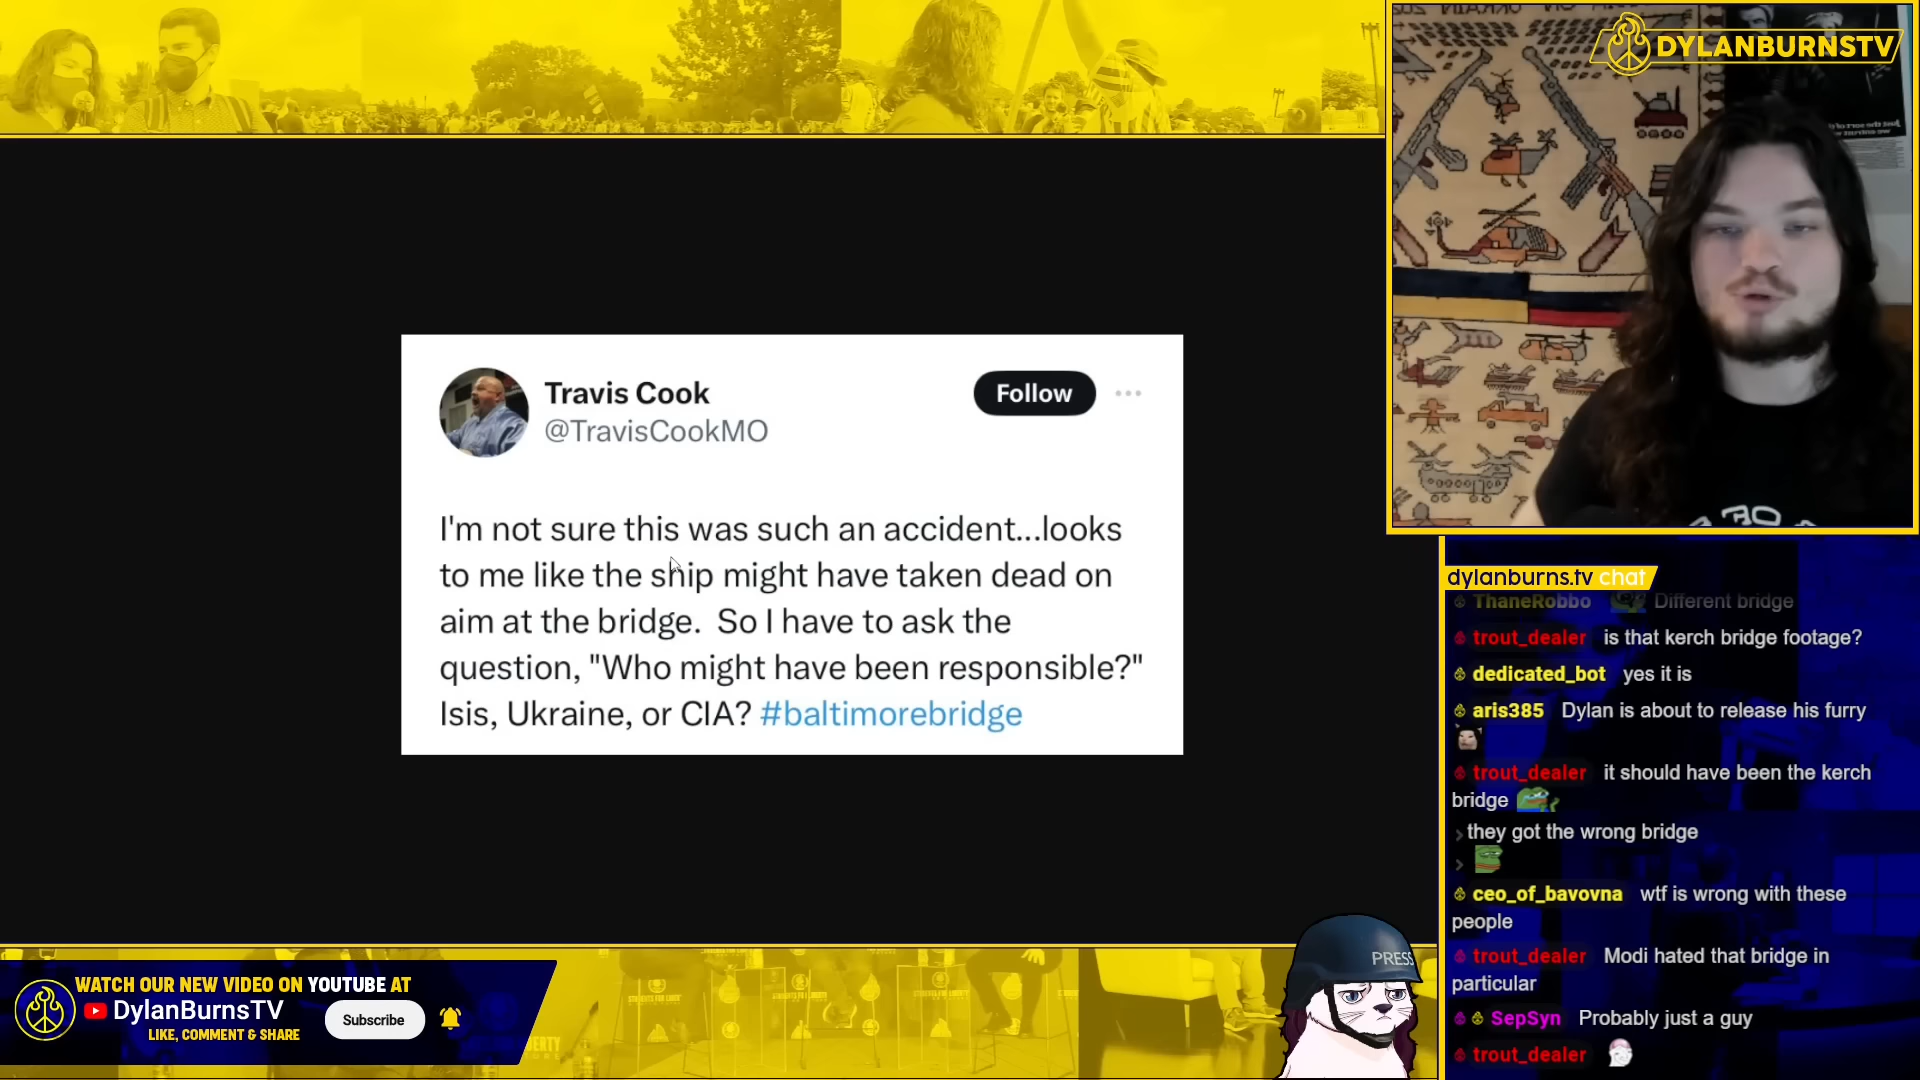 DYLANBURNSTV
Travis Cook
@TravisCookMO
Follow
I'm not sure this was such an accident...looks
to me like the ship might have taken dead on
aim at the bridge.  So I have to ask the
question, "Who might have been responsible?"
Isis, Ukraine, or CIA? #baltimorebridge
dylanburns.tv chat
ThaneRobbo Different bridge
trout_dealer is that kerch bridge footage?
dedicated_bot yes it is
aris385 Dylan is about to release his furry
trout_dealer it should have been the kerch
bridge
> they got the wrong bridge
>
ceo_of_bavovna wtf is wrong with these
people
trout_dealer Modi hated that bridge in
particular
SepSyn Probably just a guy
trout_dealer
PRESS
WATCH OUR NEW VIDEO ON YOUTUBE AT
DylanBurnsTV
LIKE, COMMENT & SHARE
Subscribe